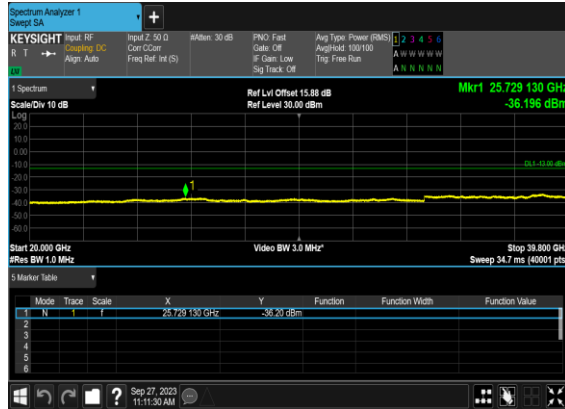 Spectrum Analyzer 1
Swept SA
KEYSIGHT Input: RF Input Z: 50 Ω #Atten: 30 dB PNO: Fast Avg Type: Power (RMS) 1 2 3 4 5 6
R T Coupling: DC Corr CCorr Gate: Off Avg|Hold: 100/100 A W W W W W
Align: Auto Freq Ref: Int (S) IF Gain: Low Trig: Free Run
Sig Track: Off A N N N N N
1 Spectrum Ref Lvl Offset 15.88 dB Mkr1 25.729 130 GHz
Scale/Div 10 dB Ref Level 30.00 dBm -36.196 dBm
Log
20.0
10.0
0.00
-10.0 DL1 -13.00 dBm
-20.0
-30.0 1
-40.0
-50.0
-60.0
Start 20.000 GHz Video BW 3.0 MHz* Stop 39.800 GHz
#Res BW 1.0 MHz Sweep 34.7 ms (40001 pts)
5 Marker Table
Mode Trace Scale X Y Function Function Width Function Value
1 N 1 f 25.729 130 GHz -36.20 dBm
2
3
4
5
6
Sep 27, 2023
11:11:30 AM